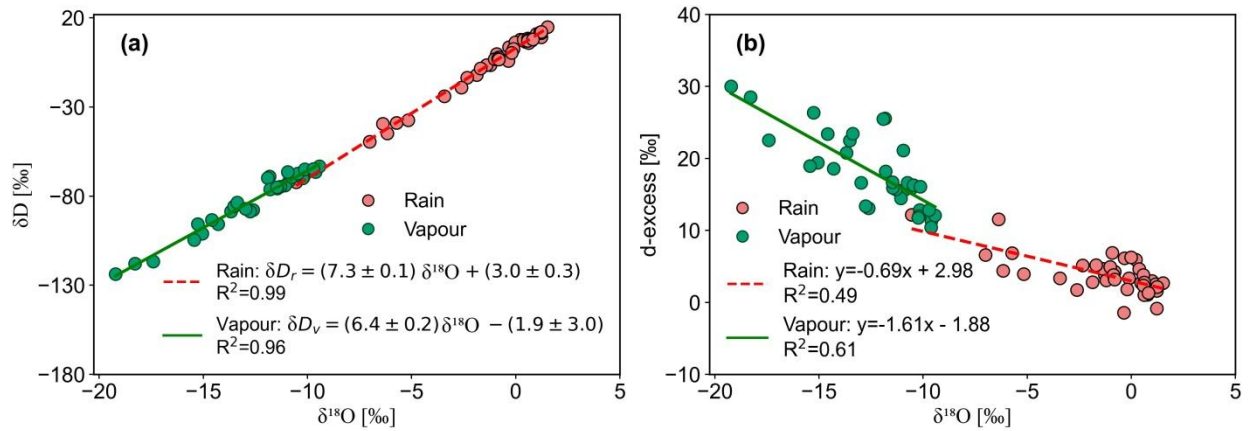 (a)
δD [‰]
20
−30
−80
−130
−180
Rain
Vapour
Rain: δDᵣ = (7.3 ± 0.1) δ¹⁸O + (3.0 ± 0.3)
R²=0.99
Vapour: δDᵥ = (6.4 ± 0.2) δ¹⁸O − (1.9 ± 3.0)
R²=0.96
−20 −15 −10 −5 0 5
δ¹⁸O [‰]
(b)
d-excess [‰]
40
30
20
10
0
−10
Rain
Vapour
Rain: y=-0.69x + 2.98
R²=0.49
Vapour: y=-1.61x - 1.88
R²=0.61
−20 −15 −10 −5 0 5
δ¹⁸O [‰]